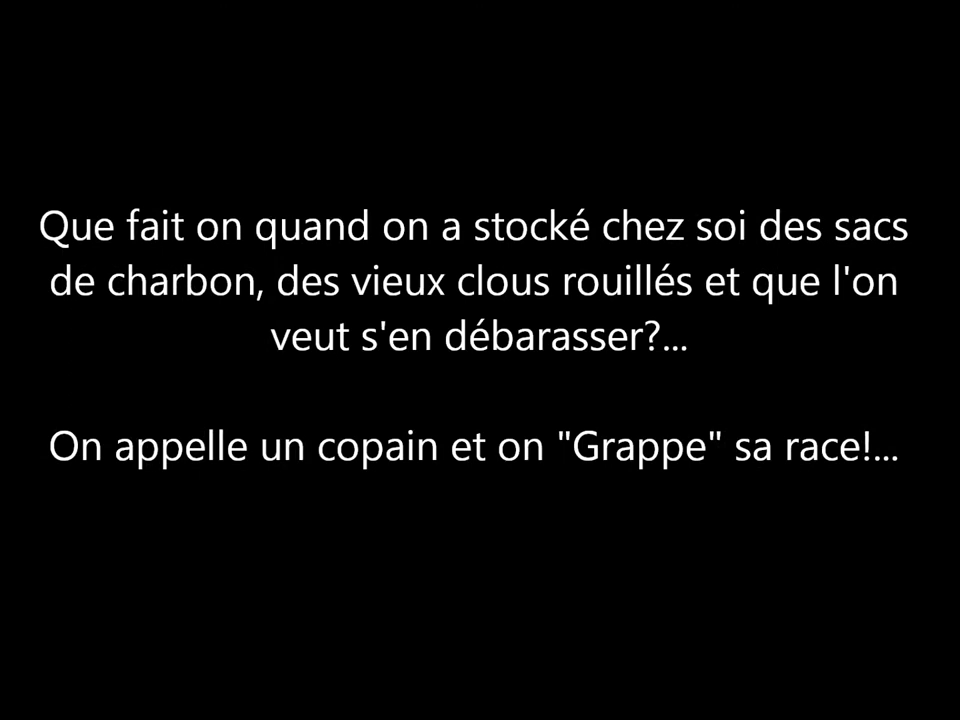 Que fait on quand on a stocké chez soi des sacs
de charbon, des vieux clous rouillés et que l'on
veut s'en débarasser?...
On appelle un copain et on "Grappe" sa race!...